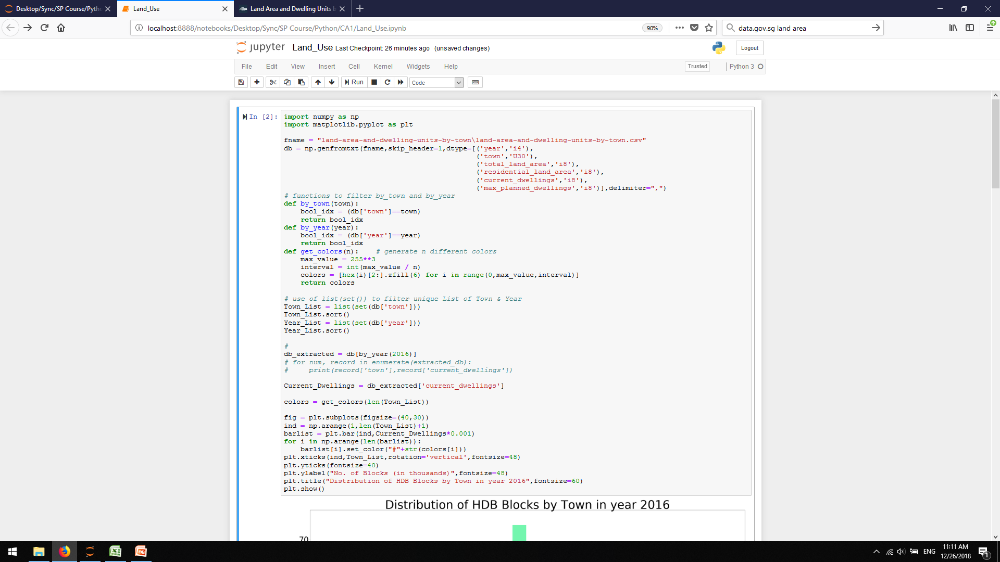 Desktop/Sync/SP Course/Pytho
Land_Use
Land Area and Dwelling Units b
localhost:8888/notebooks/Desktop/Sync/SP Course/Python/CA1/Land_Use.ipynb
90%
data.gov.sg land area
jupyter Land_Use Last Checkpoint: 26 minutes ago (unsaved changes)
Logout
File Edit View Insert Cell Kernel Widgets Help
Trusted
Python 3
Run
Code
In [2]:
import numpy as np
import matplotlib.pyplot as plt
fname = "land-area-and-dwelling-units-by-town\land-area-and-dwelling-units-by-town.csv"
db = np.genfromtxt(fname,skip_header=1,dtype=[('year','i4'),
('town','U30'),
('total_land_area','i8'),
('residential_land_area','i8'),
('current_dwellings','i8'),
('max_planned_dwellings','i8')],delimiter=",")
# functions to filter by_town and by_year
def by_town(town):
    bool_idx = (db['town']==town)
    return bool_idx
def by_year(year):
    bool_idx = (db['year']==year)
    return bool_idx
def get_colors(n):    # generate n different colors
    max_value = 255**3
    interval = int(max_value / n)
    colors = [hex(i)[2:].zfill(6) for i in range(0,max_value,interval)]
    return colors
# use of list(set()) to filter unique List of Town & Year
Town_List = list(set(db['town']))
Town_List.sort()
Year_List = list(set(db['year']))
Year_List.sort()
#
db_extracted = db[by_year(2016)]
# for num, record in enumerate(extracted_db):
#     print(record['town'],record['current_dwellings'])
Current_Dwellings = db_extracted['current_dwellings']
colors = get_colors(len(Town_List))
fig = plt.subplots(figsize=(40,30))
ind = np.arange(1,len(Town_List)+1)
barlist = plt.bar(ind,Current_Dwellings*0.001)
for i in np.arange(len(barlist)):
    barlist[i].set_color("#"+str(colors[i]))
plt.xticks(ind,Town_List,rotation='vertical',fontsize=48)
plt.yticks(fontsize=40)
plt.ylabel("No. of Blocks (in thousands)",fontsize=48)
plt.title("Distribution of HDB Blocks by Town in year 2016",fontsize=60)
plt.show()
Distribution of HDB Blocks by Town in year 2016
70
ENG
11:11 AM
12/26/2018
1